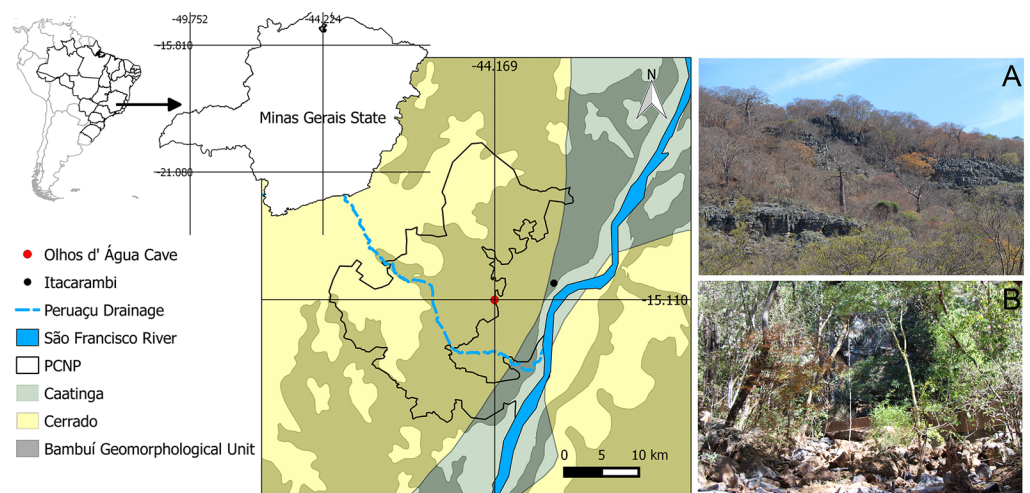 -49.752
-44.224
-15.810
Minas Gerais State
-21.080
-44.169
N
-15.110
0 5 10 km
Olhos d' Água Cave
Itacarambi
Peruaçu Drainage
São Francisco River
PCNP
Caatinga
Cerrado
Bambuí Geomorphological Unit
A
B